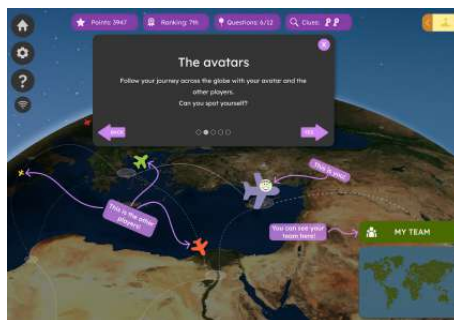 Points: 3947
Ranking: 791
Questions: 6/12
Clues:
The avatars
Follow your journey across the globe with your avatar and the
other players.
Can you spot yourself?
BACK
This is you!
This is the other
players!
You can see your
team here!
MY TEAM